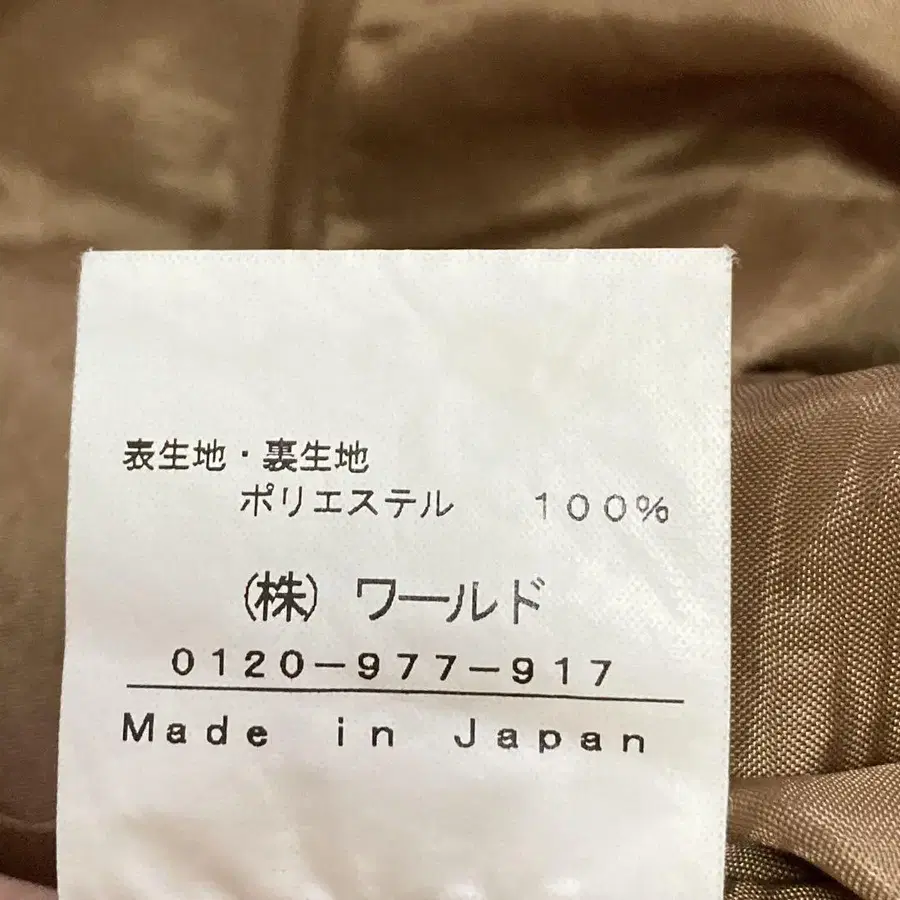 表生地・裏生地
ポリエステル 100%
(株) ワールド
0120-977-917
Made in Japan